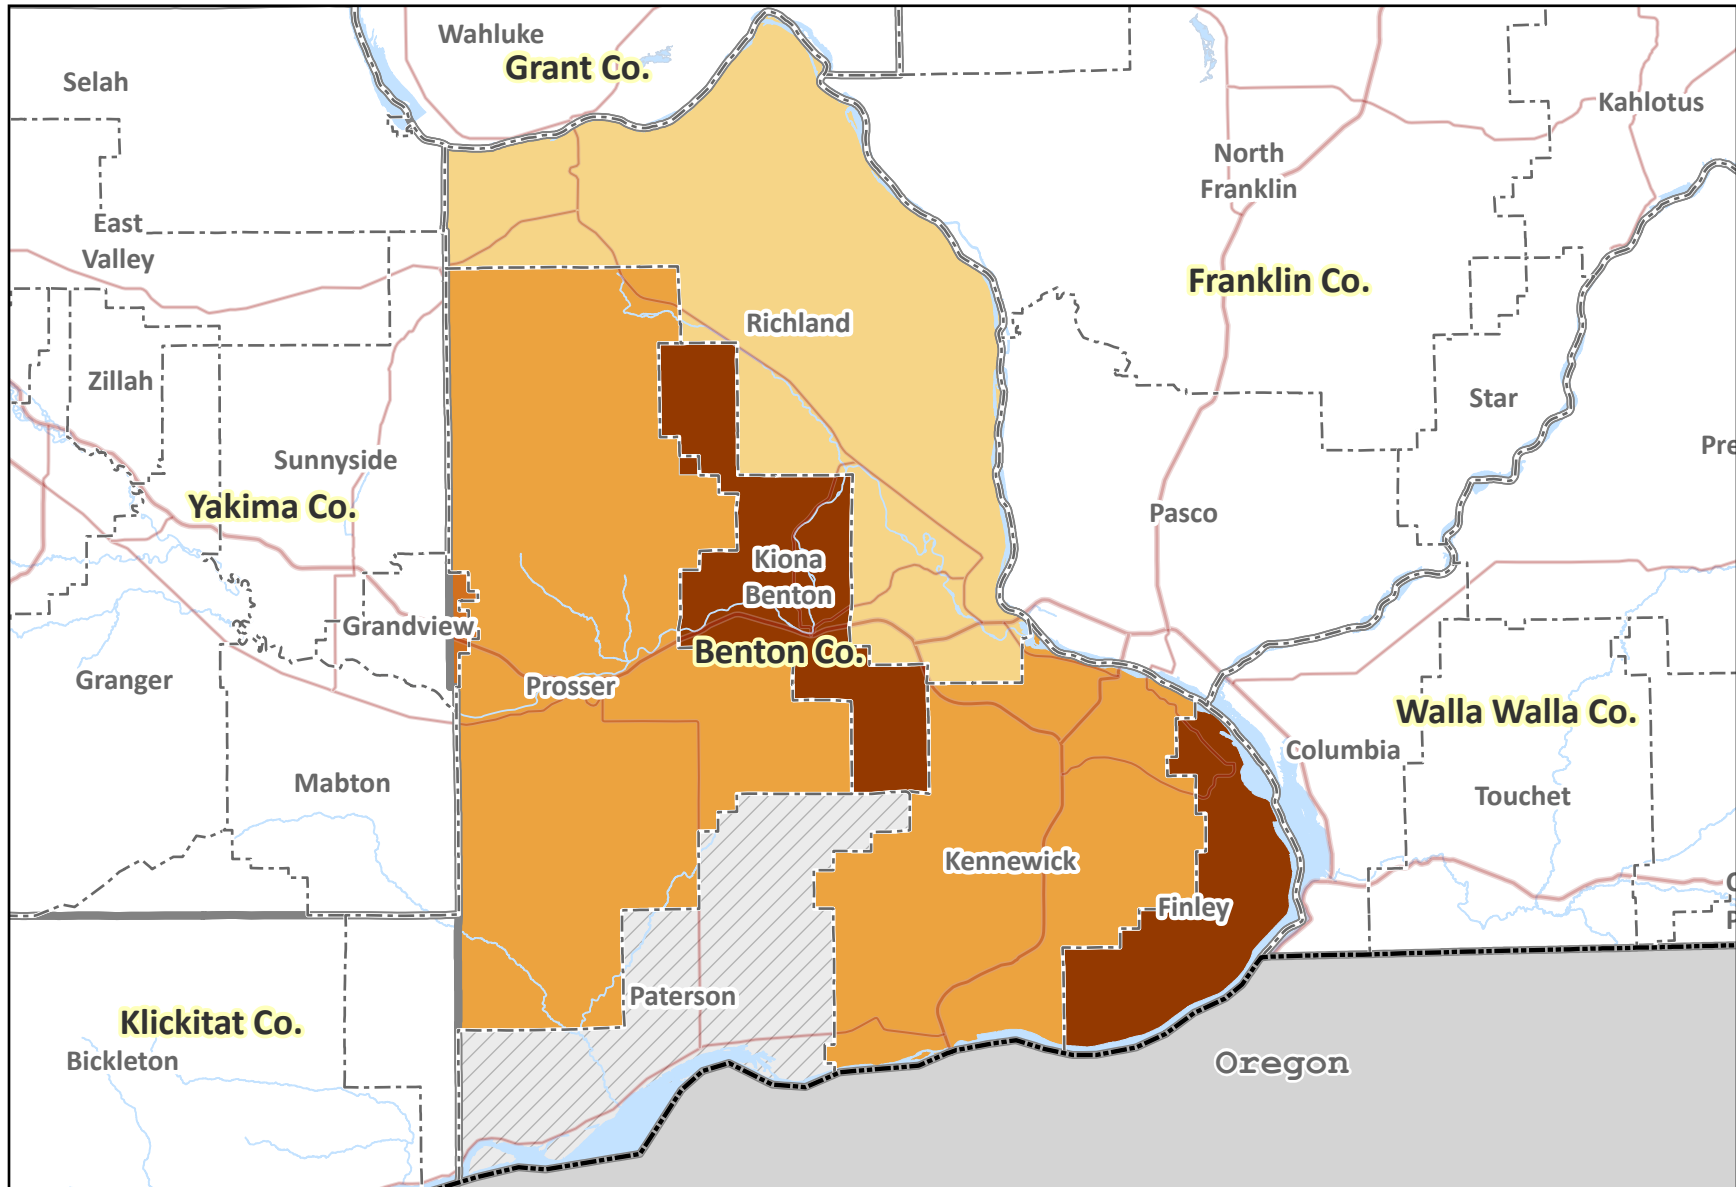 Wahluke
Grant Co.
Selah
Kahlotus
North
Franklin
East
Valley
Franklin Co.
Richland
Zillah
Star
Sunnyside
Pre
Yakima Co.
Pasco
Kiona
Benton
Grandview
Benton Co.
Granger
Prosser
Walla Walla Co.
Columbia
Mabton
Touchet
Kennewick
Finley
Paterson
Klickitat Co.
Bickleton
Oregon